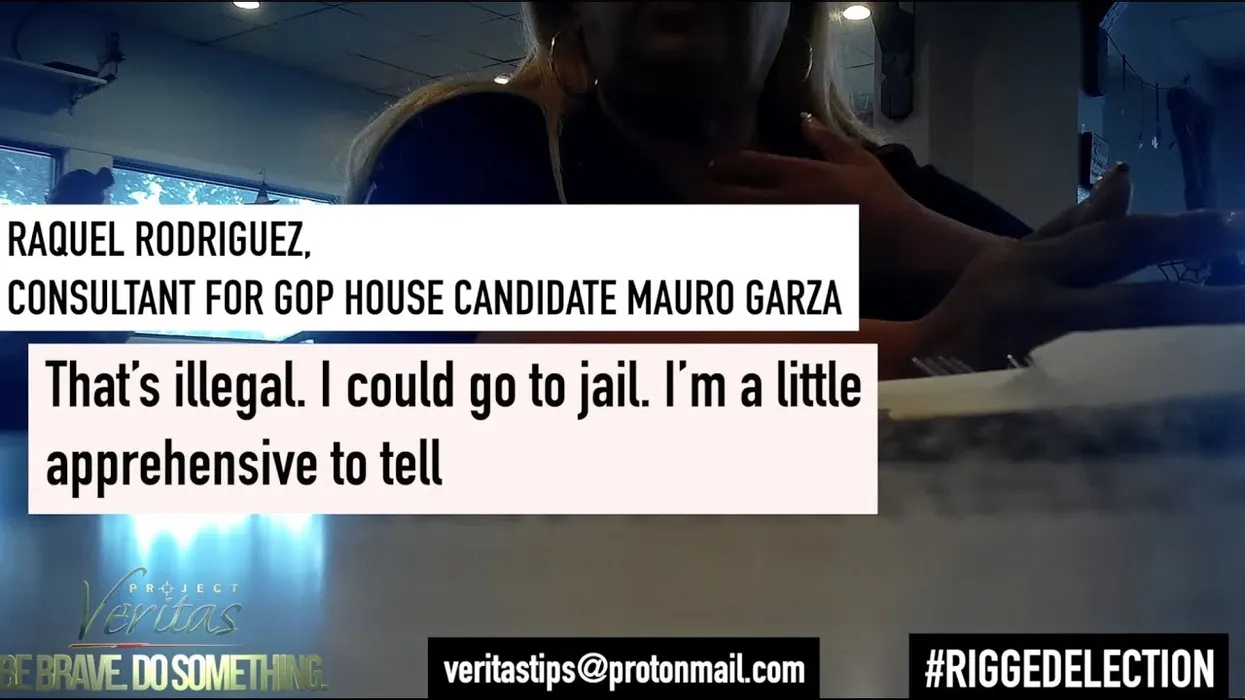 RAQUEL RODRIGUEZ,
CONSULTANT FOR GOP HOUSE CANDIDATE MAURO GARZA
That's illegal. I could go to jail. I'm a little
apprehensive to tell
PROJECT
Veritas
BE BRAVE. DO SOMETHING.
veritastips@protonmail.com
#RIGGEDELECTION